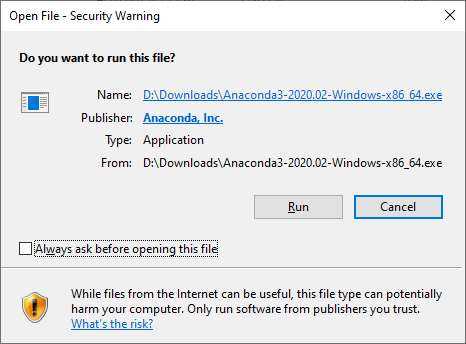 Open File - Security Warning
Do you want to run this file?
Name: D:\Downloads\Anaconda3-2020.02-Windows-x86_64.exe
Publisher: Anaconda, Inc.
Type: Application
From: D:\Downloads\Anaconda3-2020.02-Windows-x86_64.exe
Run Cancel
Always ask before opening this file
While files from the Internet can be useful, this file type can potentially
harm your computer. Only run software from publishers you trust.
What's the risk?